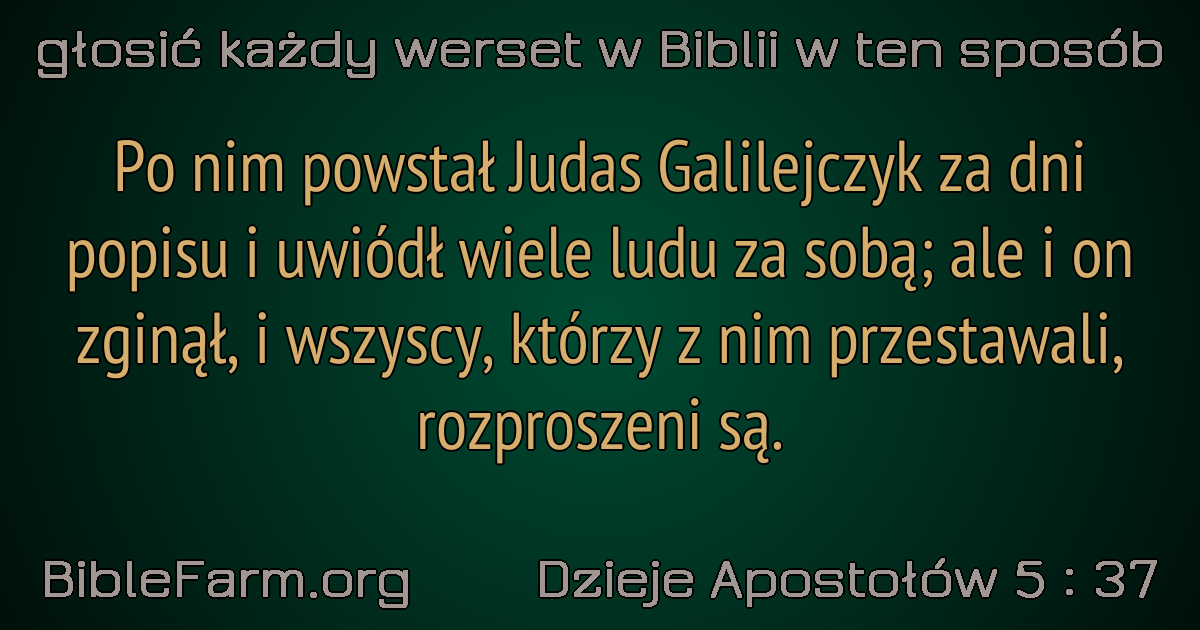 głosić każdy werset w Biblii w ten sposób
Po nim powstał Judas Galilejczyk za dni
popisu i uwiódł wiele ludu za sobą; ale i on
zginął, i wszyscy, którzy z nim przestawali,
rozproszeni są.
BibleFarm.org
Dzieje Apostołów 5 : 37